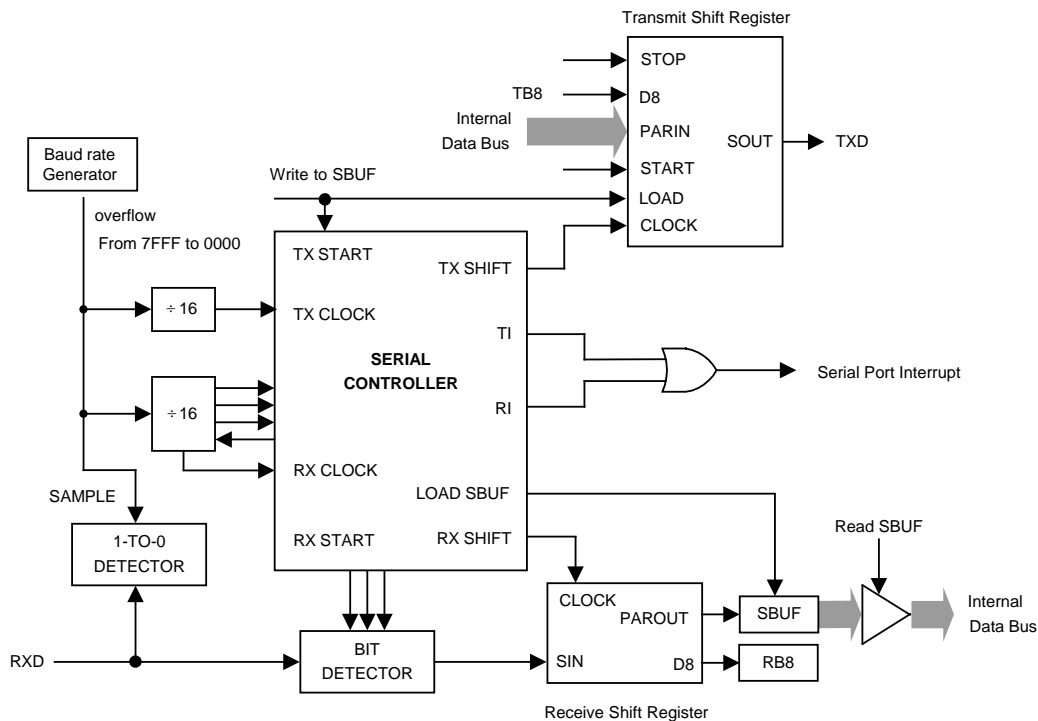 Transmit Shift Register
STOP
TB8
D8
Internal
Data Bus
PARIN
SOUT
TXD
START
LOAD
CLOCK
Baud rate
Generator
Write to SBUF
overflow
From 7FFF to 0000
TX START
TX SHIFT
÷ 16
TX CLOCK
TI
SERIAL
CONTROLLER
Serial Port Interrupt
÷ 16
RI
RX CLOCK
SAMPLE
LOAD SBUF
1-TO-0
DETECTOR
RX START
RX SHIFT
Read SBUF
CLOCK
PAROUT
SBUF
Internal
Data Bus
RXD
BIT
DETECTOR
SIN
D8
RB8
Receive Shift Register